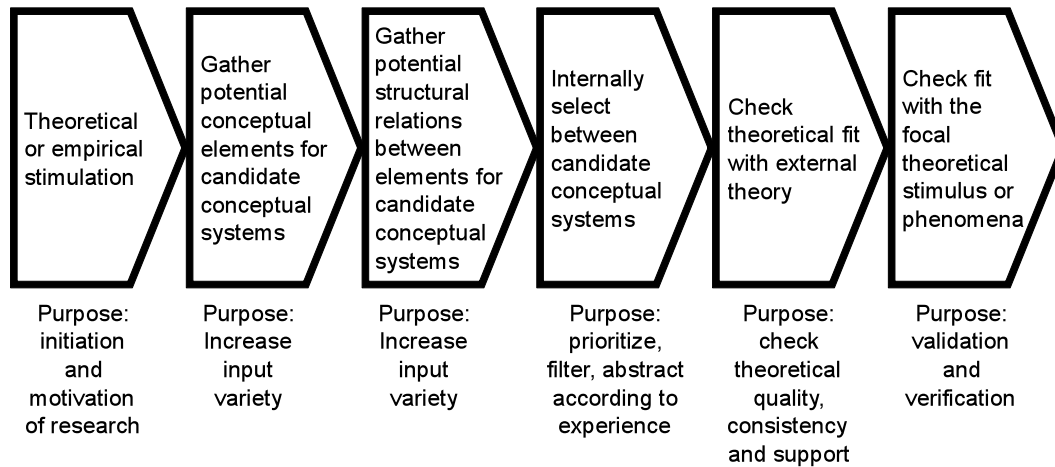 Theoretical
or empirical
stimulation
Gather
potential
conceptual
elements for
candidate
conceptual
systems
Gather
potential
structural
relations
between
elements for
candidate
conceptual
systems
Internally
select
between
candidate
conceptual
systems
Check
theoretical fit
with external
theory
Check fit
with the
focal
theoretical
stimulus or
phenomena
Purpose:
initiation
and
motivation
of research
Purpose:
Increase
input
variety
Purpose:
Increase
input
variety
Purpose:
prioritize,
filter, abstract
according to
experience
Purpose:
check
theoretical
quality,
consistency
and support
Purpose:
validation
and
verification